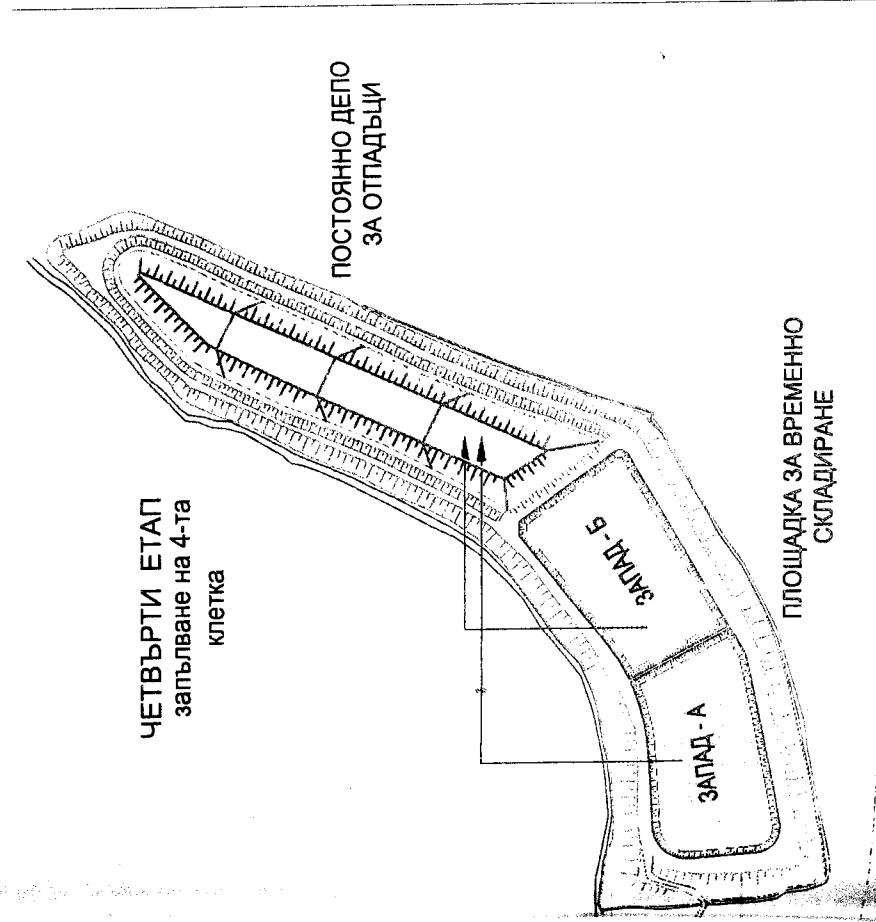 ЧЕТВЪРТИ ЕТАП
запълване на 4-та
клетка
ПОСТОЯННО ДЕПО
ЗА ОТПАДЪЦИ
ЗАПАД - Б
ЗАПАД - А
ПЛОЩАДКА ЗА ВРЕМЕННО
СКЛАДИРАНЕ